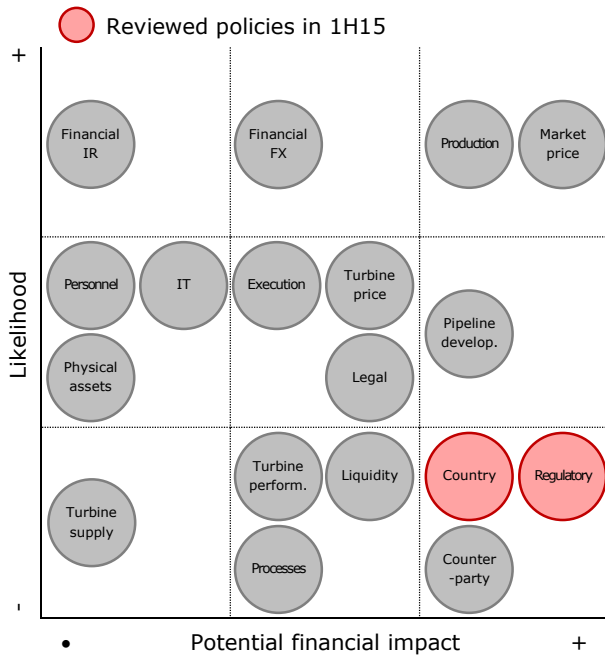 Reviewed policies in 1H15
+
Financial
IR
Financial
FX
Production
Market
price
Likelihood
Personnel
IT
Execution
Turbine
price
Pipeline
develop.
Physical
assets
Legal
Turbine
perform.
Liquidity
Country
Regulatory
Turbine
supply
Processes
Counter
-party
-
• Potential financial impact +